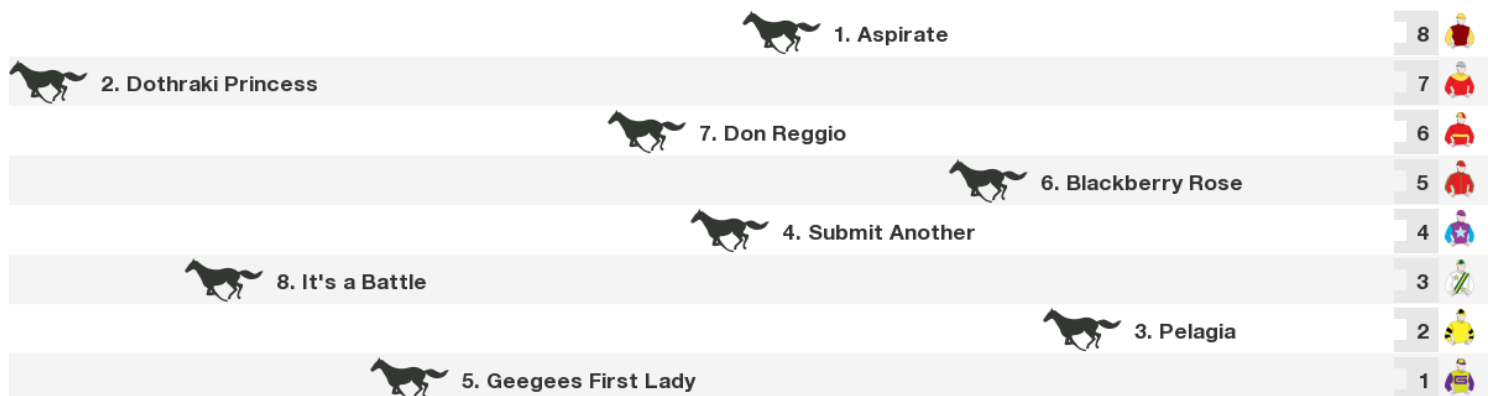 1. Aspirate 8
2. Dothraki Princess 7
7. Don Reggio 6
6. Blackberry Rose 5
4. Submit Another 4
8. It's a Battle 3
3. Pelagia 2
5. Geegees First Lady 1